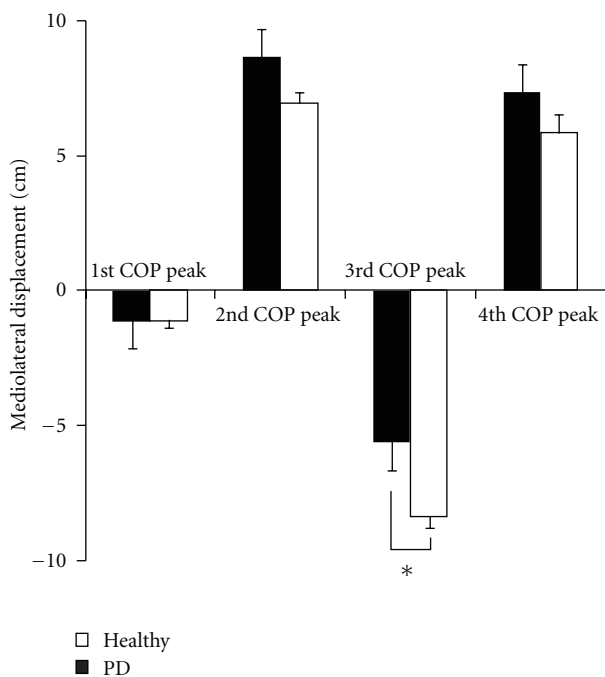 10
5
0
−5
−10
Mediolateral displacement (cm)
1st COP peak
3rd COP peak
2nd COP peak
4th COP peak
*
Healthy
PD